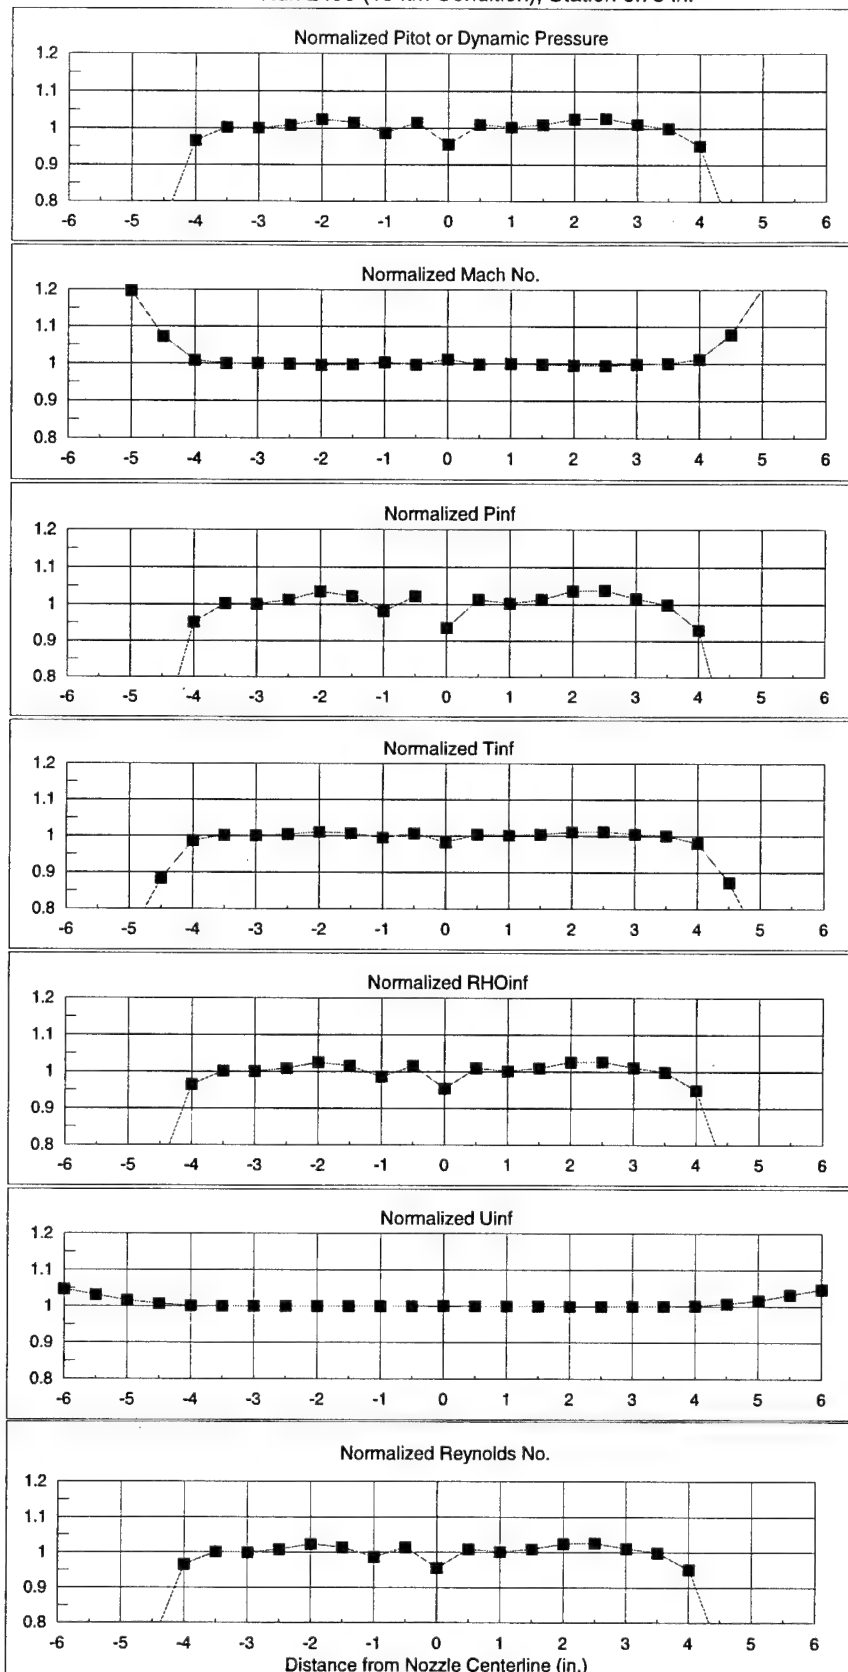 Normalized Pitot or Dynamic Pressure
1.2
1.1
1
0.9
0.8
-6 -5 -4 -3 -2 -1 0 1 2 3 4 5 6
Normalized Mach No.
1.2
1.1
1
0.9
0.8
-6 -5 -4 -3 -2 -1 0 1 2 3 4 5 6
Normalized Pinf
1.2
1.1
1
0.9
0.8
-6 -5 -4 -3 -2 -1 0 1 2 3 4 5 6
Normalized Tinf
1.2
1.1
1
0.9
0.8
-6 -5 -4 -3 -2 -1 0 1 2 3 4 5 6
Normalized RHOinf
1.2
1.1
1
0.9
0.8
-6 -5 -4 -3 -2 -1 0 1 2 3 4 5 6
Normalized Uinf
1.2
1.1
1
0.9
0.8
-6 -5 -4 -3 -2 -1 0 1 2 3 4 5 6
Normalized Reynolds No.
1.2
1.1
1
0.9
0.8
-6 -5 -4 -3 -2 -1 0 1 2 3 4 5 6
Distance from Nozzle Centerline (in.)